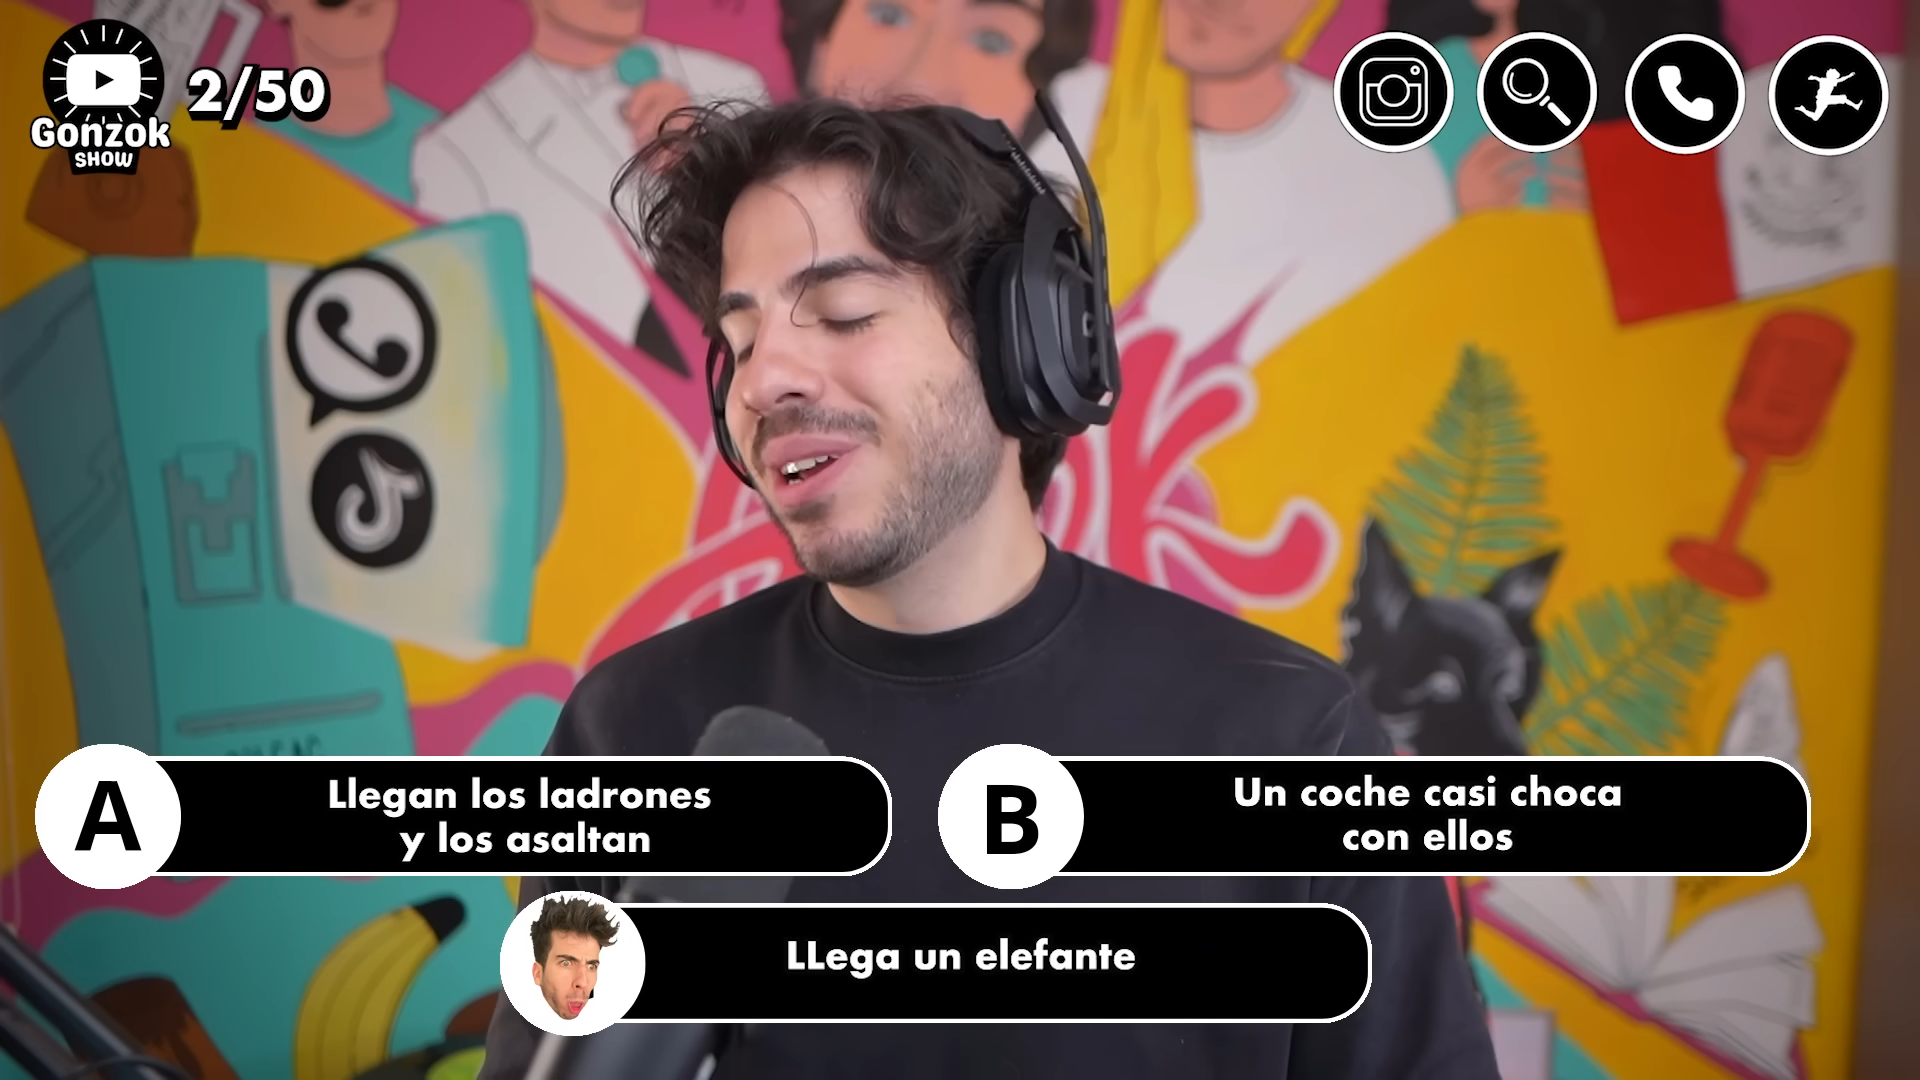 Gonzok
SHOW
2/50
A
Llegan los ladrones
y los asaltan
B
Un coche casi choca
con ellos
LLega un elefante